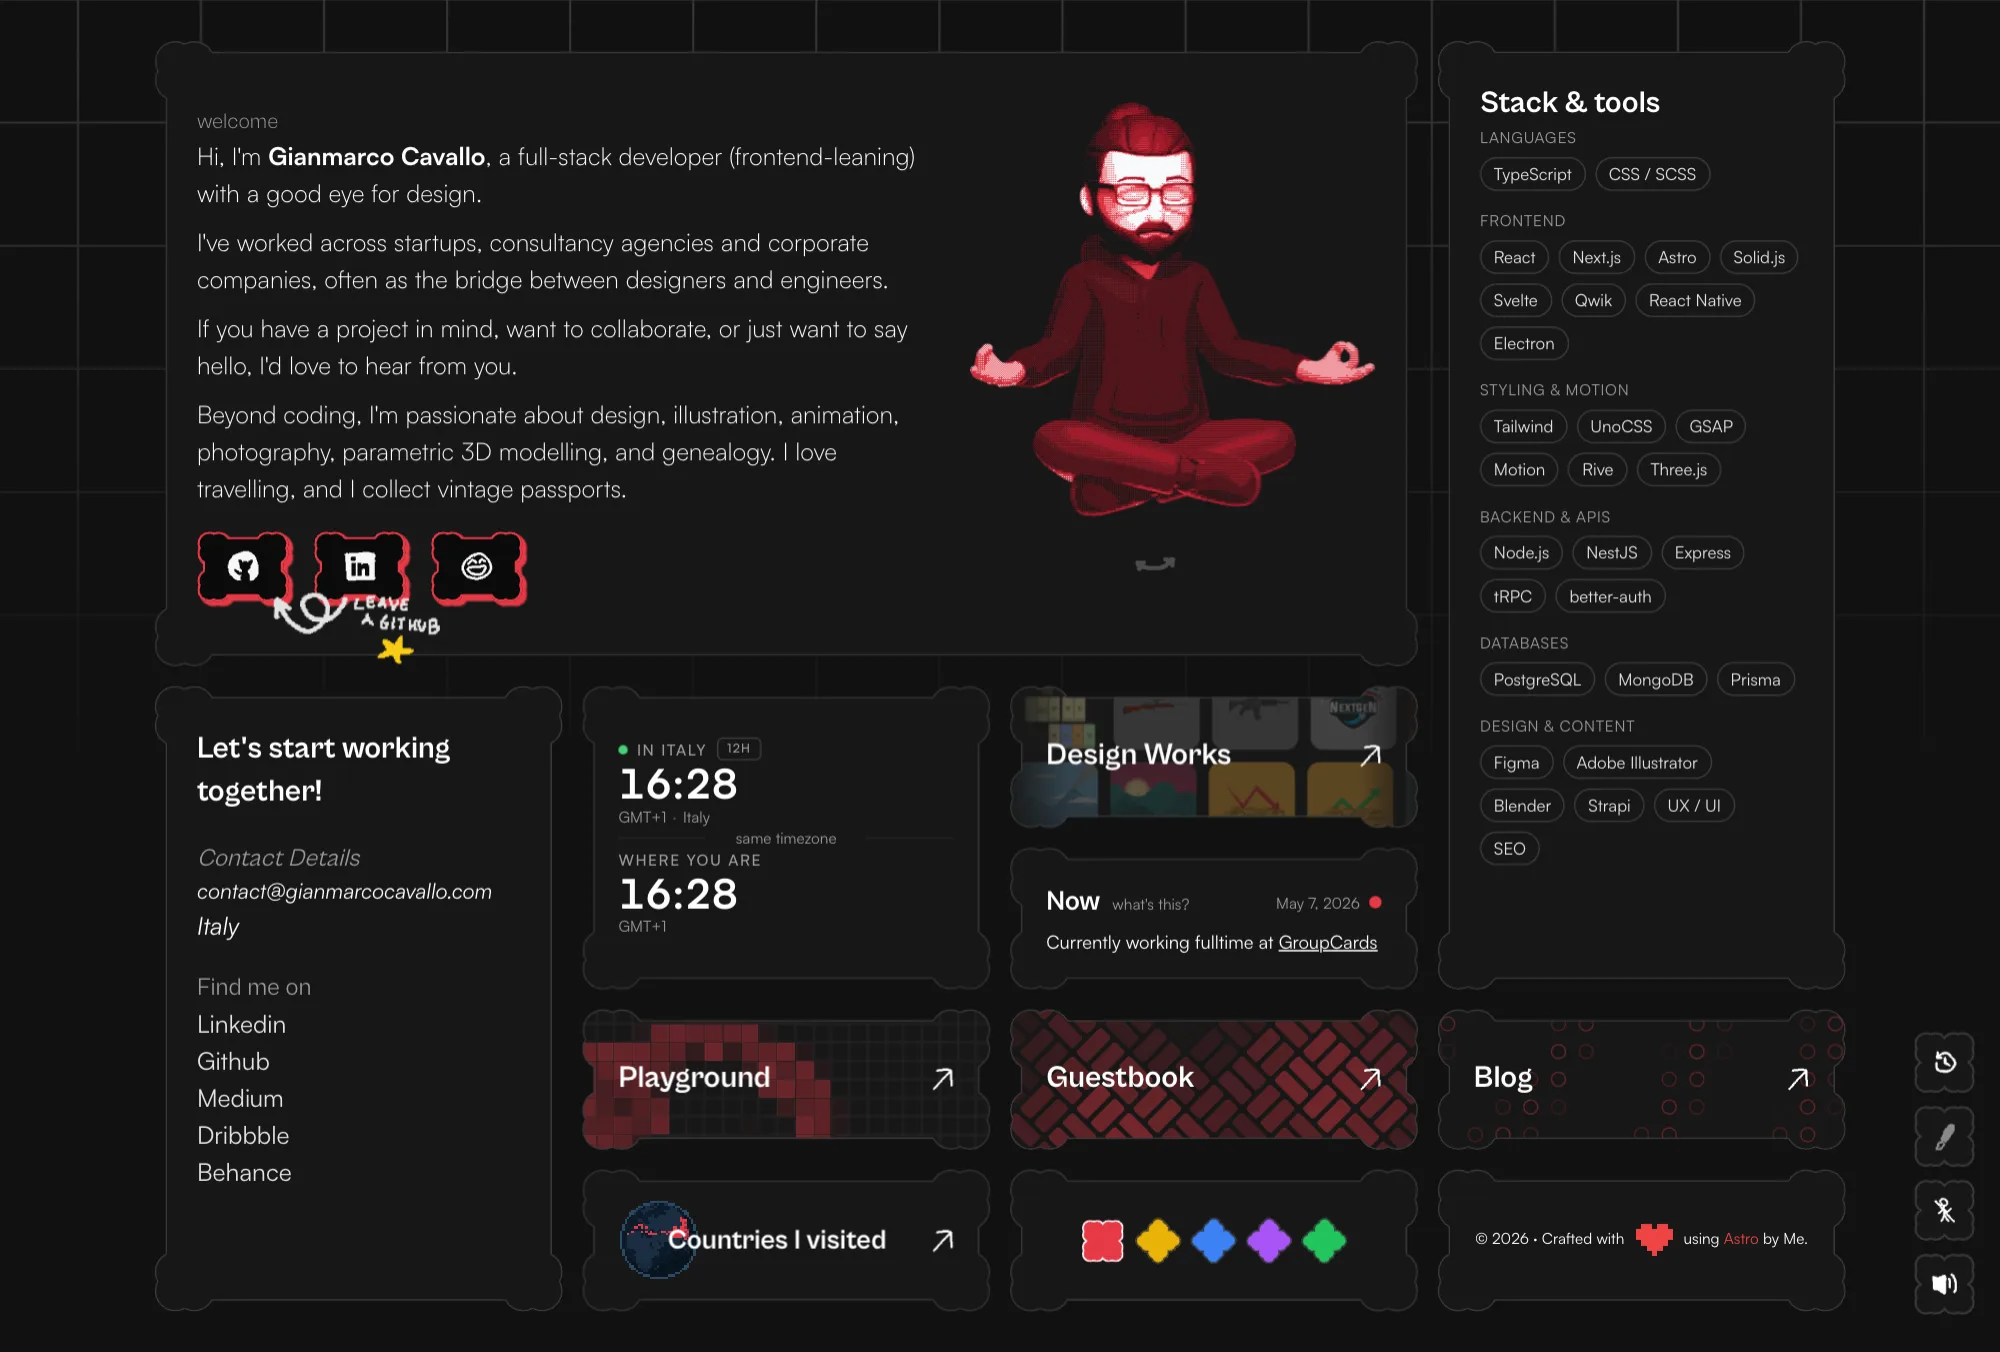 welcome
Hi, I'm Gianmarco Cavallo, a full-stack developer (frontend-leaning)
with a good eye for design.
I've worked across startups, consultancy agencies and corporate
companies, often as the bridge between designers and engineers.
If you have a project in mind, want to collaborate, or just want to say
hello, I'd love to hear from you.
Beyond coding, I'm passionate about design, illustration, animation,
photography, parametric 3D modelling, and genealogy. I love
travelling, and I collect vintage passports.
in
LEAVE
A GITHUB
Stack & tools
LANGUAGES
TypeScript CSS / SCSS
FRONTEND
React Next.js Astro Solid.js
Svelte Qwik React Native
Electron
STYLING & MOTION
Tailwind UnoCSS GSAP
Motion Rive Three.js
BACKEND & APIS
Node.js NestJS Express
tRPC better-auth
DATABASES
PostgreSQL MongoDB Prisma
DESIGN & CONTENT
Figma Adobe Illustrator
Blender Strapi UX / UI
SEO
Let's start working
together!
Contact Details
contact@gianmarcocavallo.com
Italy
Find me on
Linkedin
Github
Medium
Dribbble
Behance
IN ITALY 12H
16:28
GMT+1 · Italy
same timezone
WHERE YOU ARE
16:28
GMT+1
NEXTGEN
Design Works
Now what's this? May 7, 2026
Currently working fulltime at GroupCards
Playground
Guestbook
Blog
Countries I visited
© 2026 · Crafted with using Astro by Me.